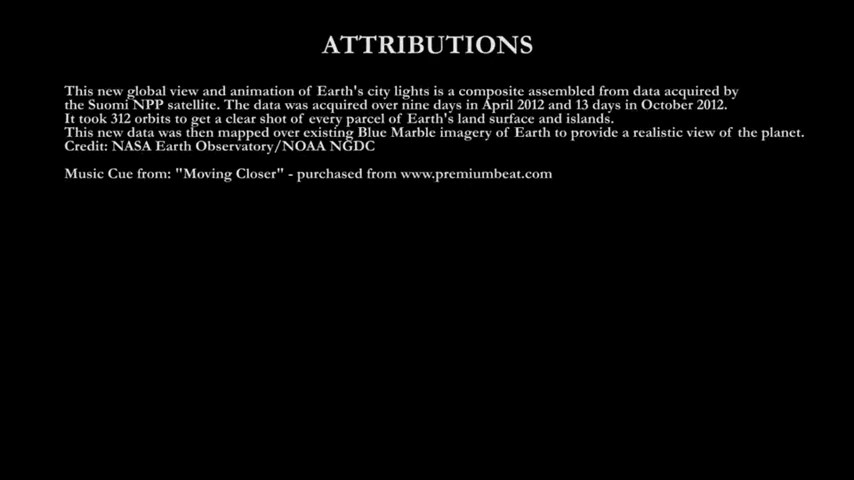 ATTRIBUTIONS
This new global view and animation of Earth's city lights is a composite assembled from data acquired by
the Suomi NPP satellite. The data was acquired over nine days in April 2012 and 13 days in October 2012.
It took 312 orbits to get a clear shot of every parcel of Earth's land surface and islands.
This new data was then mapped over existing Blue Marble imagery of Earth to provide a realistic view of the planet.
Credit: NASA Earth Observatory/NOAA NGDC
Music Cue from: "Moving Closer" - purchased from www.premiumbeat.com